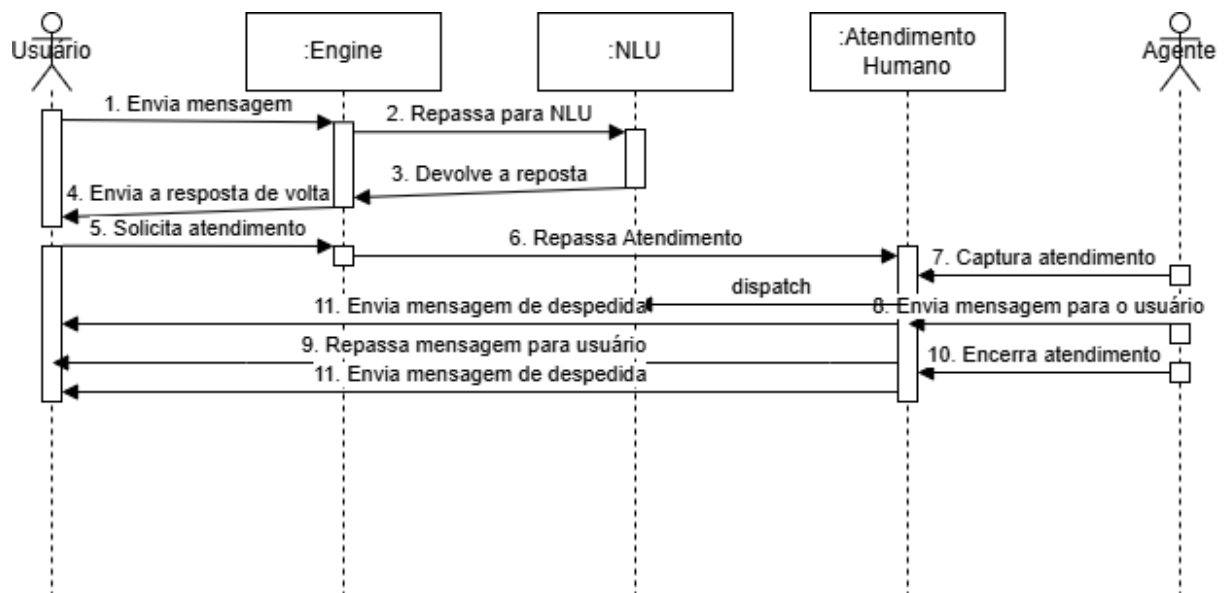 Usuário
:Engine
:NLU
:Atendimento
Humano
Agente
1. Envia mensagem
2. Repassa para NLU
3. Devolve a reposta
4. Envia a resposta de volta
5. Solicita atendimento
6. Repassa Atendimento
7. Captura atendimento
dispatch
11. Envia mensagem de despedida
8. Envia mensagem para o usuário
9. Repassa mensagem para usuário
10. Encerra atendimento
11. Envia mensagem de despedida